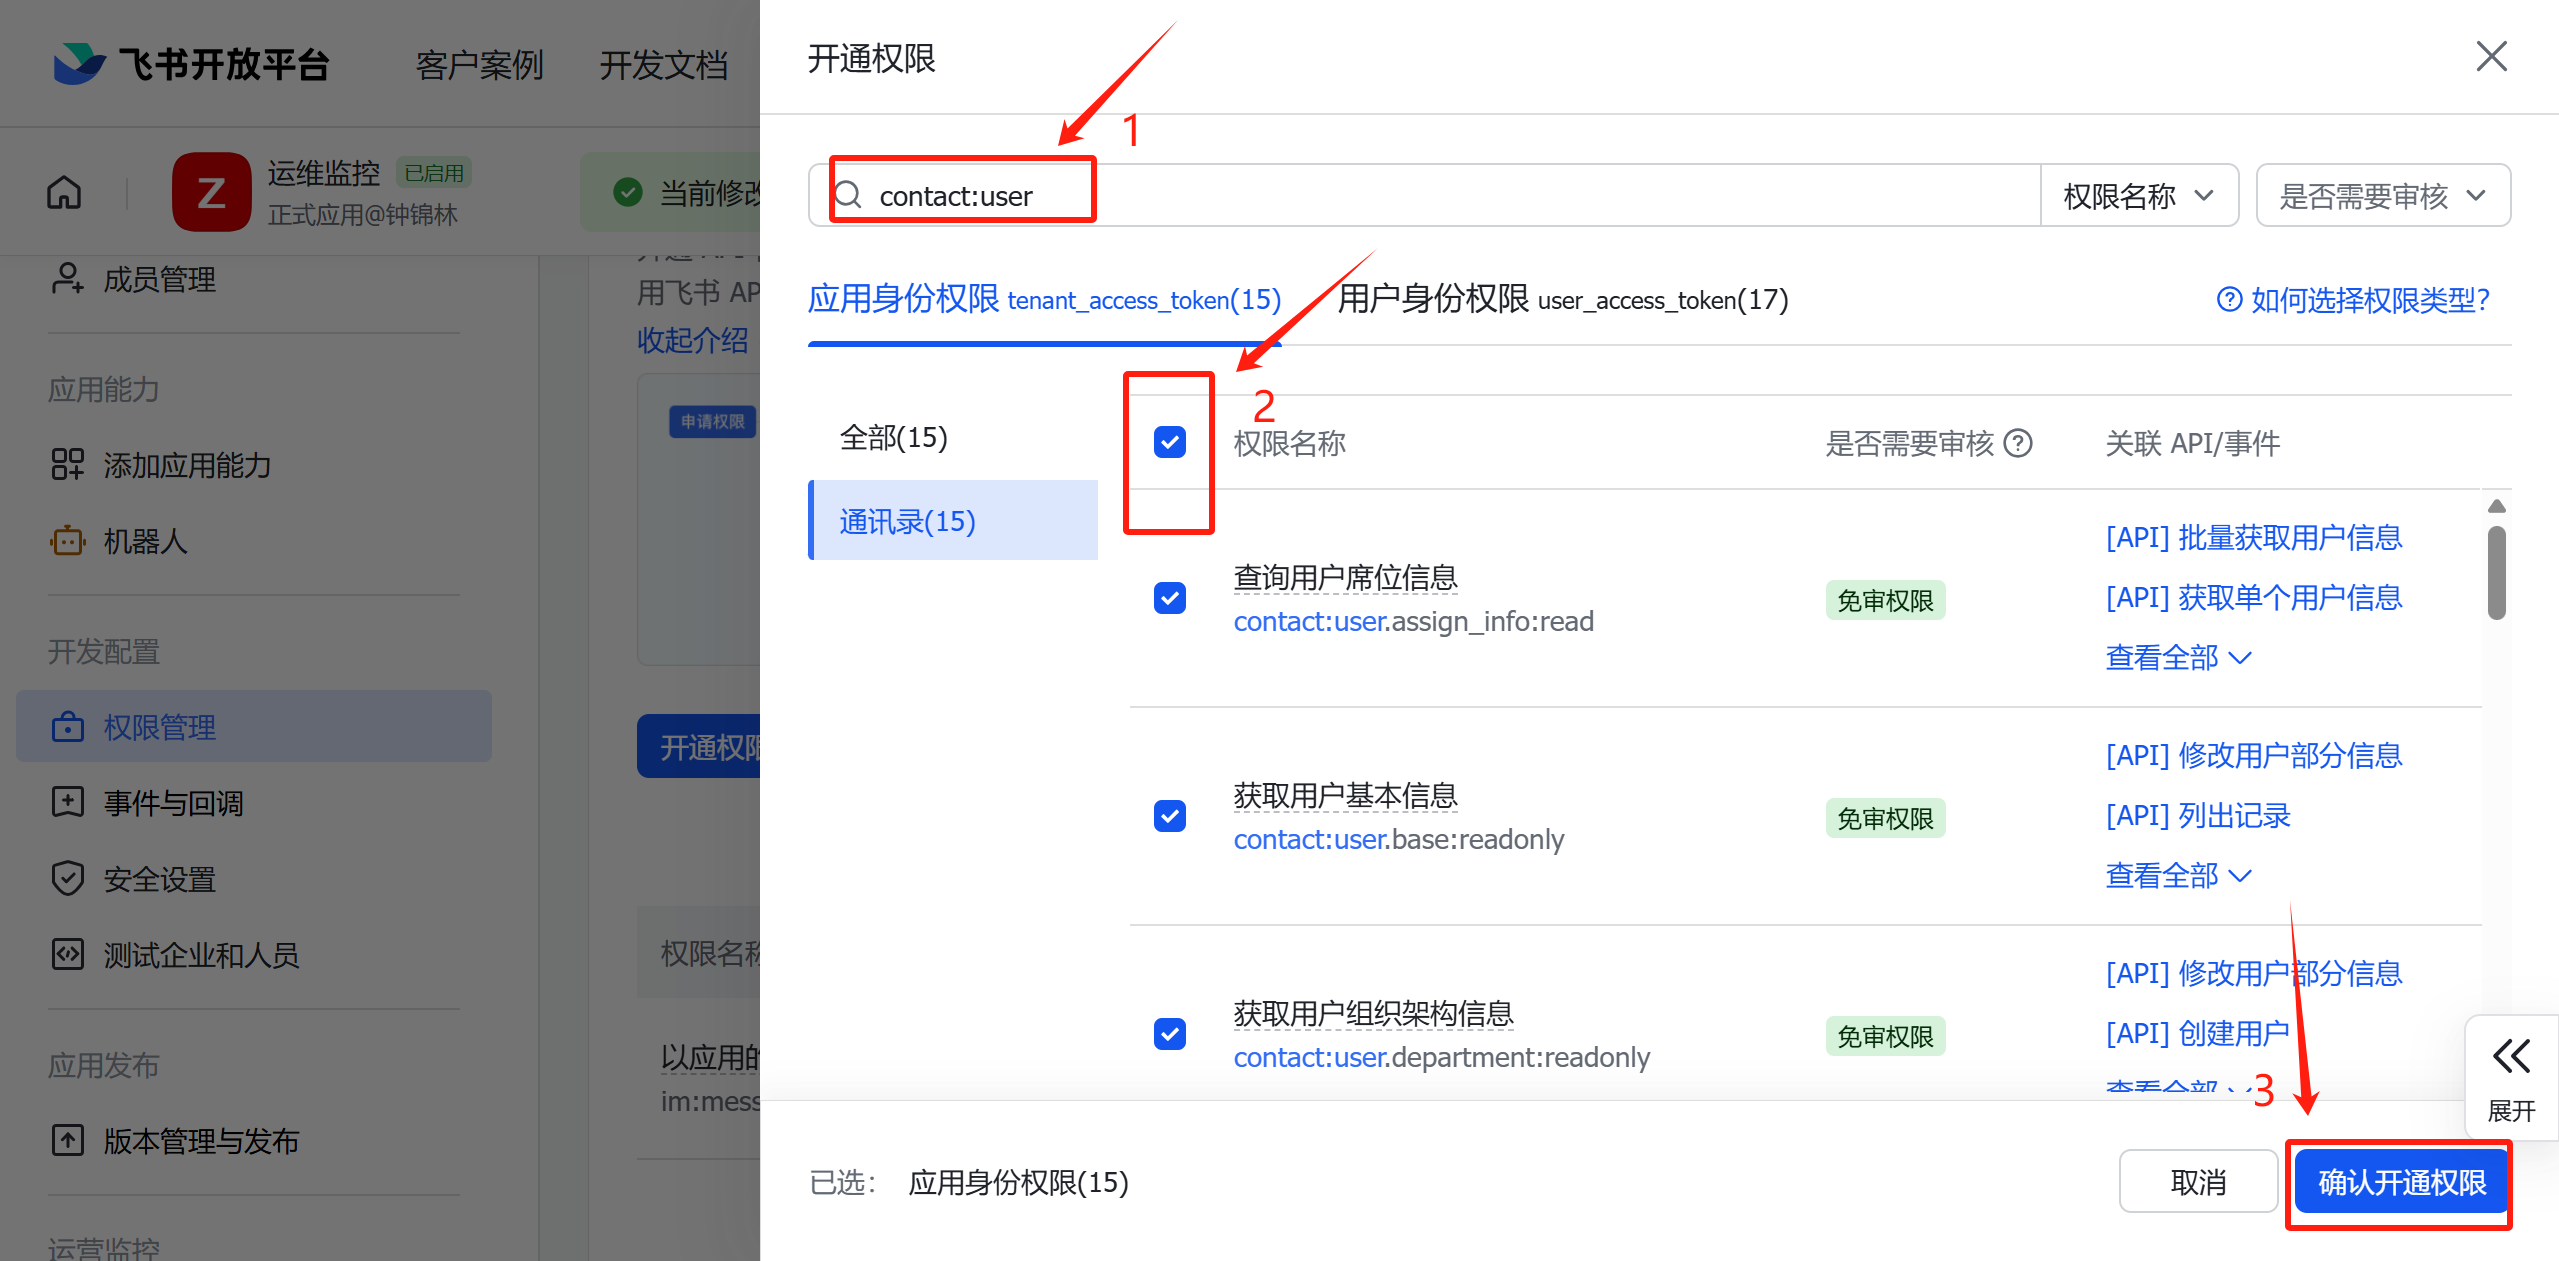 飞书开放平台
客户案例
开发文档
Z
运维监控
已启用
正式应用@钟锦林
当前修改
成员管理
应用能力
添加应用能力
机器人
开发配置
权限管理
事件与回调
安全设置
测试企业和人员
应用发布
版本管理与发布
运营监控
用飞书 AP
收起介绍
申请权限
开通权限
权限名称
以应用的
im:mess
开通权限
1
contact:user
权限名称
是否需要审核
应用身份权限 tenant_access_token(15)
用户身份权限 user_access_token(17)
如何选择权限类型?
全部(15)
通讯录(15)
2
权限名称
是否需要审核
关联 API/事件
查询用户席位信息
contact:user.assign_info:read
免审权限
[API] 批量获取用户信息
[API] 获取单个用户信息
查看全部
获取用户基本信息
contact:user.base:readonly
免审权限
[API] 修改用户部分信息
[API] 列出记录
查看全部
获取用户组织架构信息
contact:user.department:readonly
免审权限
[API] 修改用户部分信息
[API] 创建用户
查看全部
3
展开
已选：
应用身份权限(15)
取消
确认开通权限